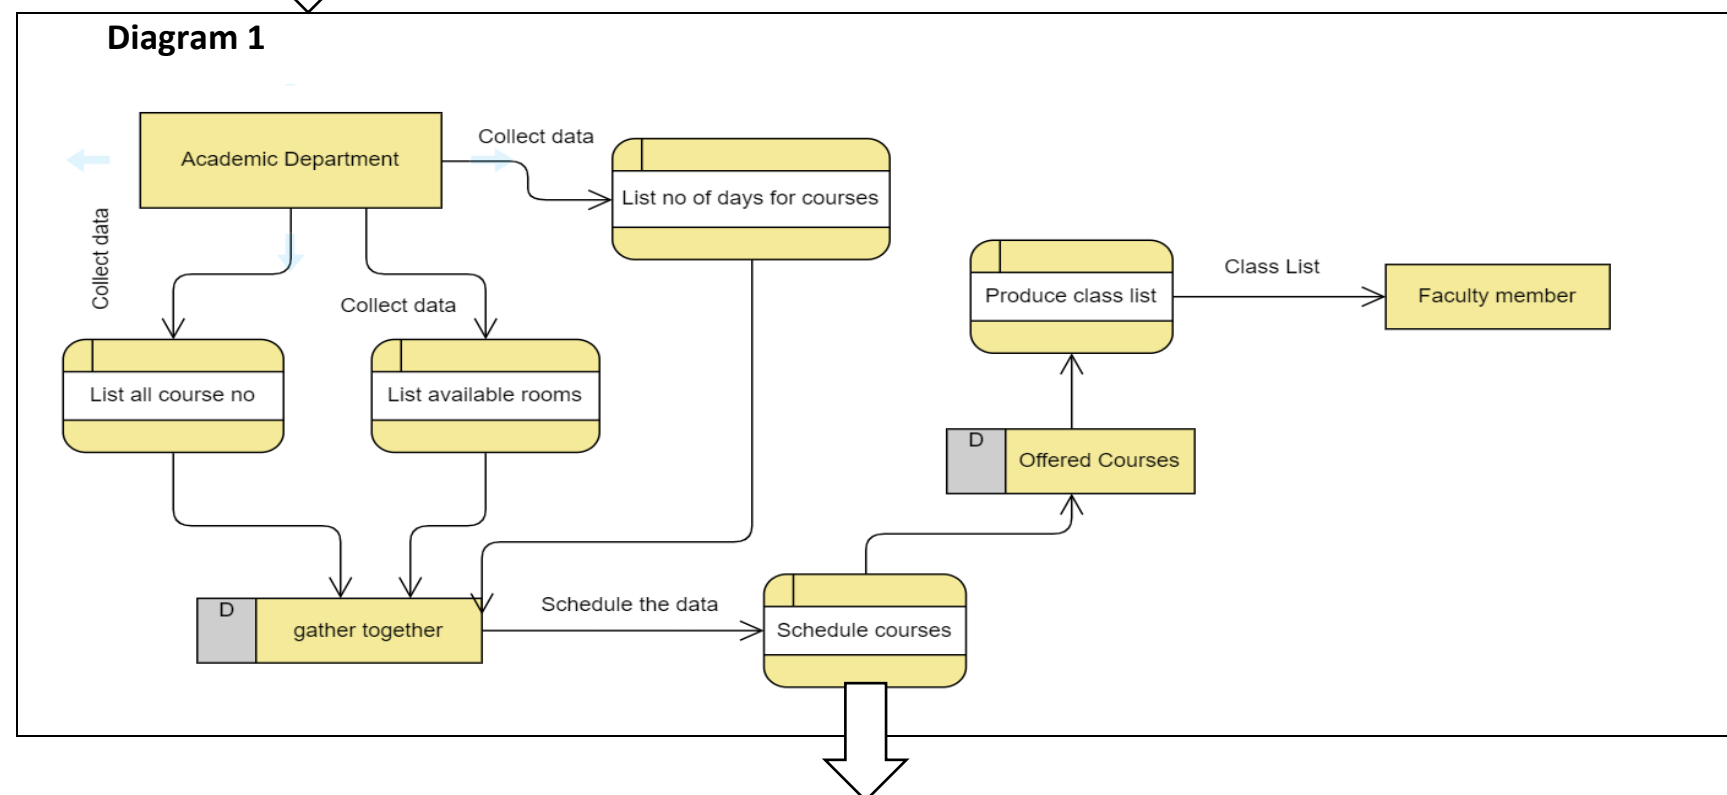 Diagram 1
Academic Department
Collect data
List no of days for courses
Collect data
Collect data
List all course no
List available rooms
Produce class list
Class List
Faculty member
D
Offered Courses
D
gather together
Schedule the data
Schedule courses